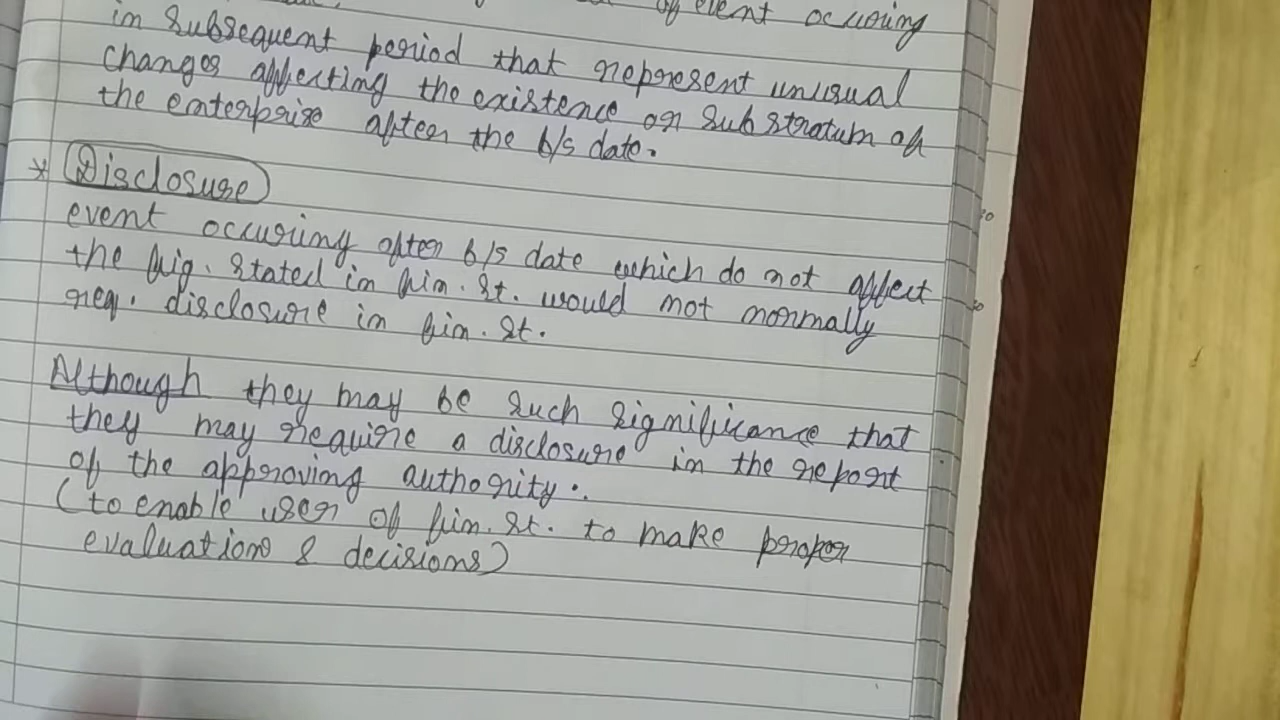 of event occuring
in subsequent period that represent unusual
changes affecting the existence or substratum of
the enterprise after the b/s date.
* Disclosure
event occuring after b/s date which do not affect
the fig. stated in fin. st. would not normally
req. disclosure in fin. st.
Although they may be such significance that
they may require a disclosure in the report
of the approving authority.
(to enable user of fin. st. to make proper
evaluations & decisions)